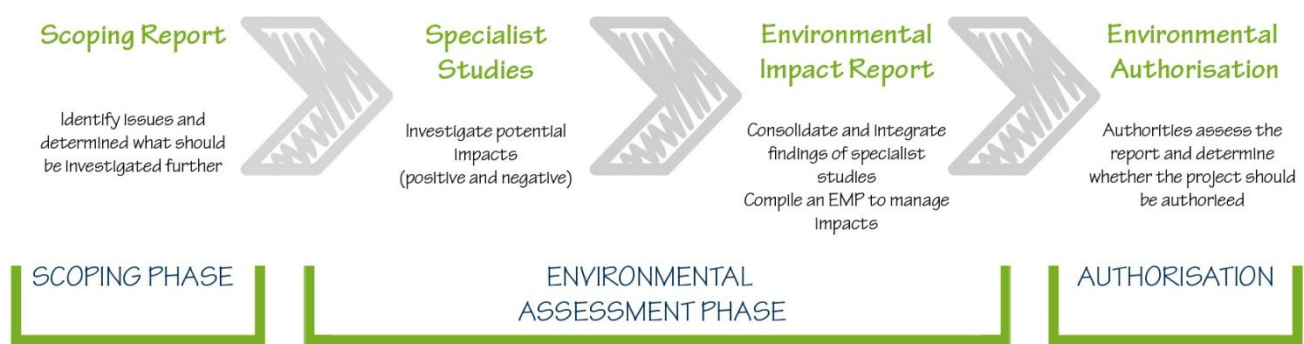 Scoping Report
Identify issues and
determined what should
be investigated further
Specialist
Studies
Investigate potential
impacts
(positive and negative)
Environmental
Impact Report
Consolidate and integrate
findings of specialist
studies
Compile an EMP to manage
impacts
Environmental
Authorisation
Authorities assess the
report and determine
whether the project should
be authorieed
SCOPING PHASE
ENVIRONMENTAL
ASSESSMENT PHASE
AUTHORISATION